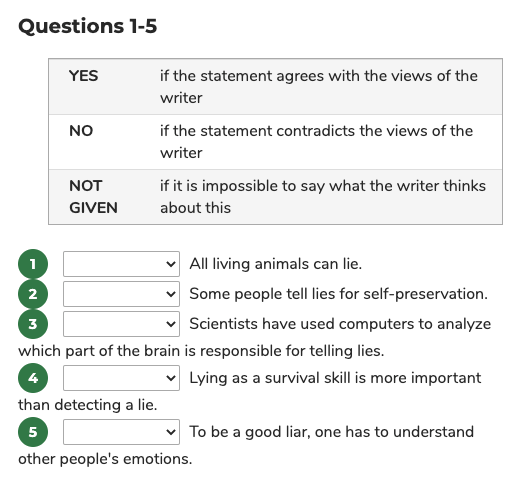 Questions 1-5
YES if the statement agrees with the views of the
writer
NO if the statement contradicts the views of the
writer
NOT if it is impossible to say what the writer thinks
GIVEN about this
1 All living animals can lie.
2 Some people tell lies for self-preservation.
3 Scientists have used computers to analyze
which part of the brain is responsible for telling lies.
4 Lying as a survival skill is more important
than detecting a lie.
5 To be a good liar, one has to understand
other people's emotions.